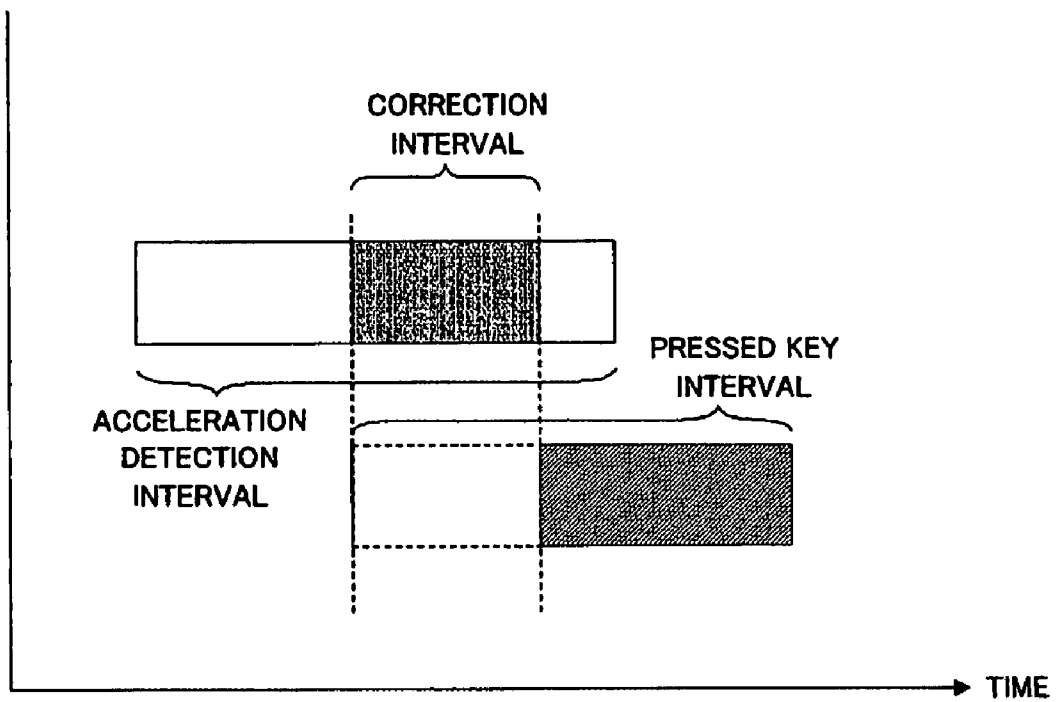 CORRECTION
INTERVAL
PRESSED KEY
INTERVAL
ACCELERATION
DETECTION
INTERVAL
TIME